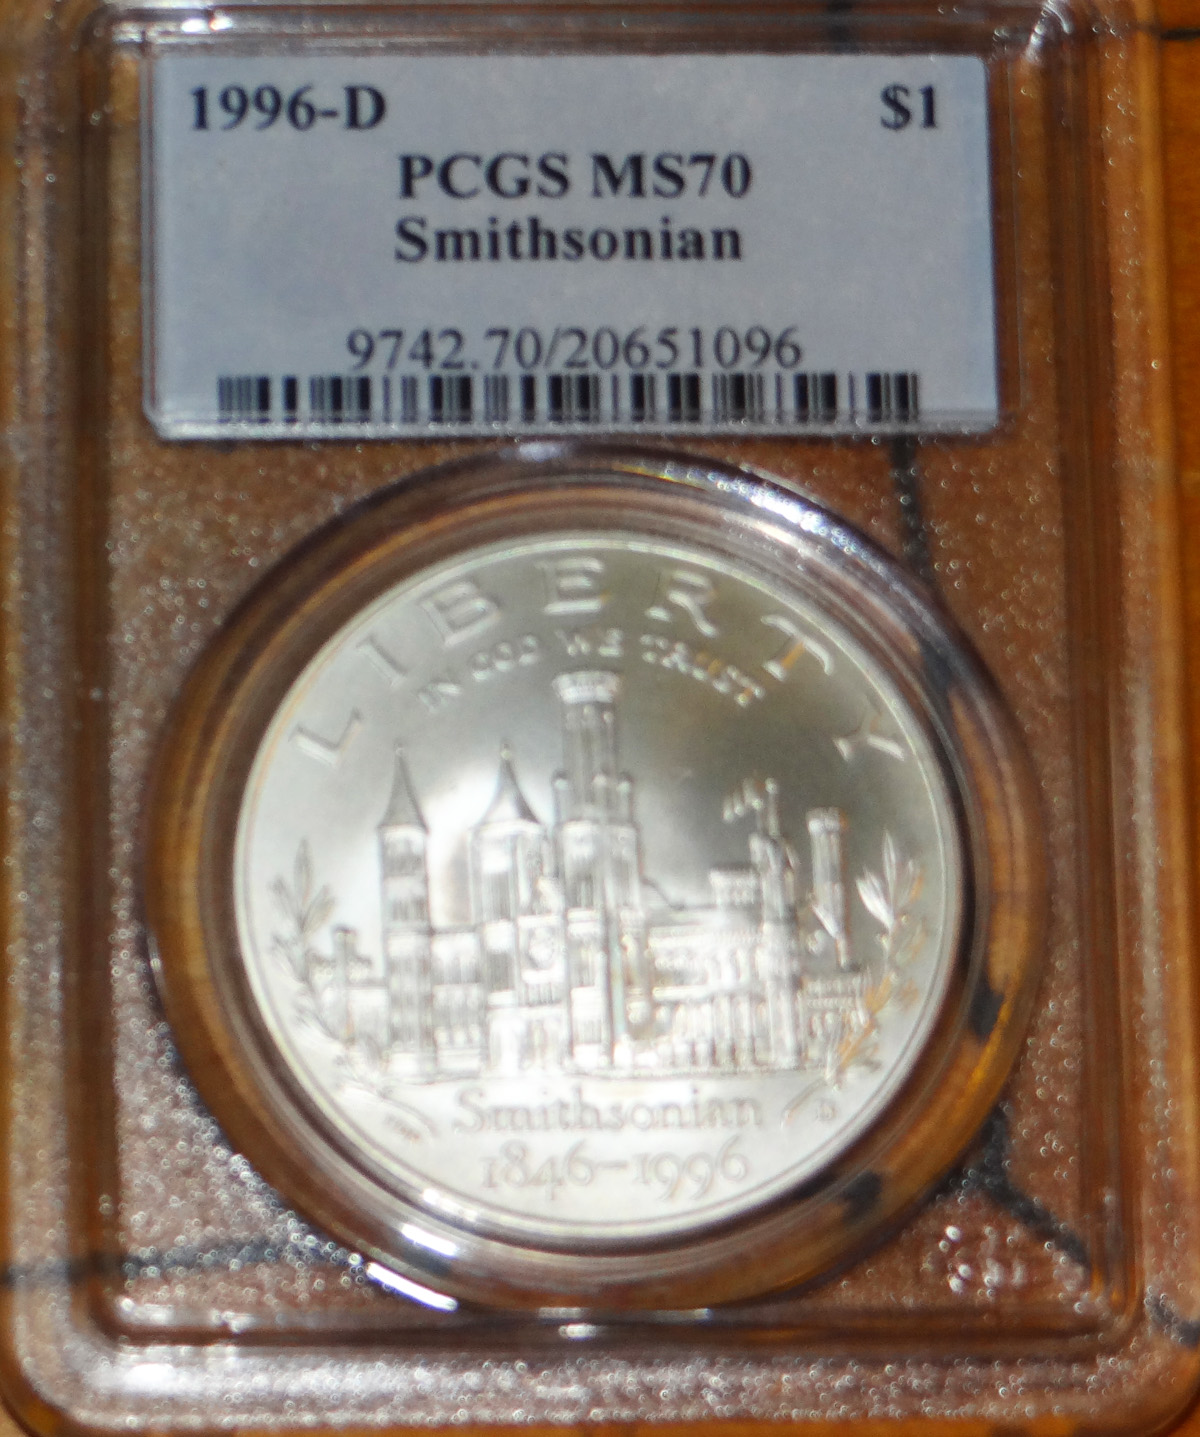 1996-D $1
PCGS MS70
Smithsonian
9742.70/20651096
LIBERTY
IN GOD WE TRUST
Smithsonian
D
1846-1996